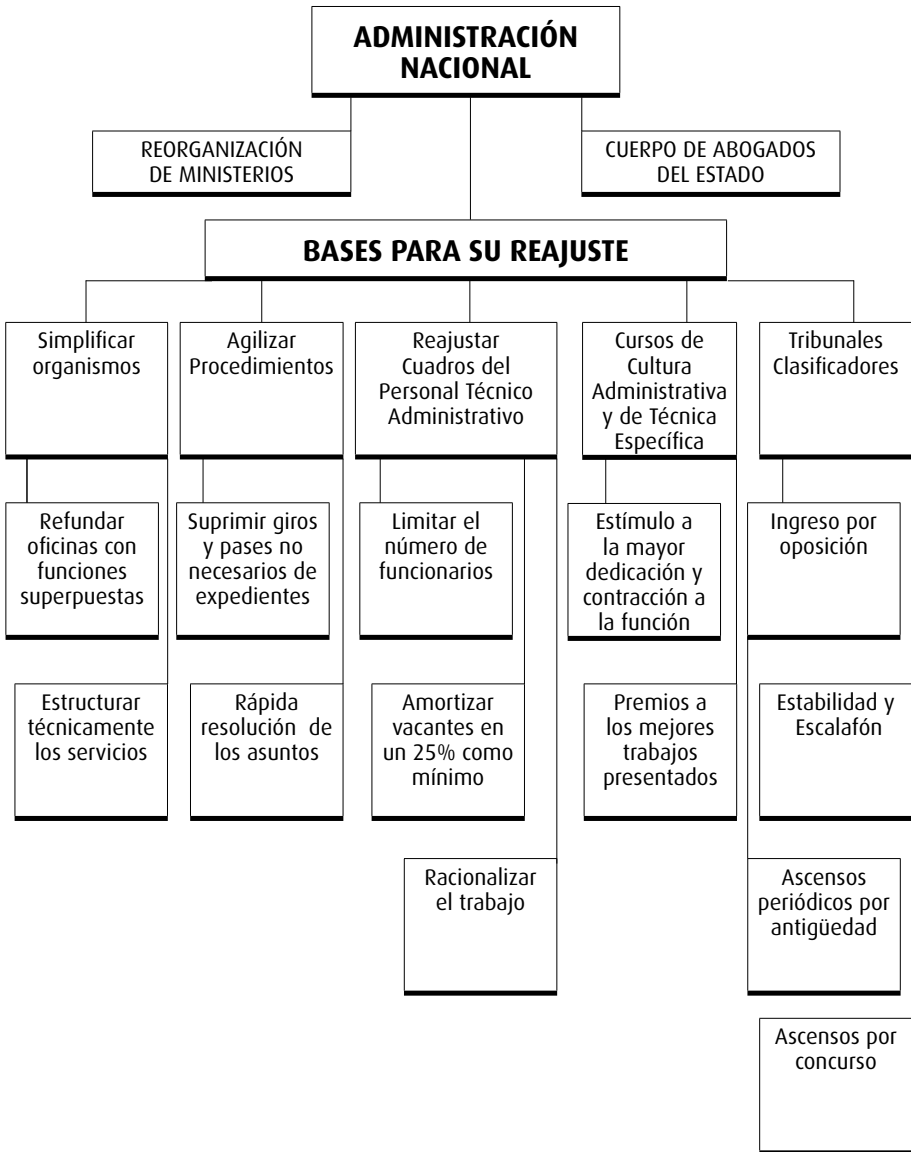 ADMINISTRACIÓN
NACIONAL
REORGANIZACIÓN
DE MINISTERIOS
CUERPO DE ABOGADOS
DEL ESTADO
BASES PARA SU REAJUSTE
Simplificar
organismos
Agilizar
Procedimientos
Reajustar
Cuadros del
Personal Técnico
Administrativo
Cursos de
Cultura
Administrativa
y de Técnica
Específica
Tribunales
Clasificadores
Refundar
oficinas con
funciones
superpuestas
Suprimir giros
y pases no
necesarios de
expedientes
Limitar el
número de
funcionarios
Estímulo a
la mayor
dedicación y
contracción a
la función
Ingreso por
oposición
Estructurar
técnicamente
los servicios
Rápida
resolución de
los asuntos
Amortizar
vacantes en
un 25% como
mínimo
Premios a
los mejores
trabajos
presentados
Estabilidad y
Escalafón
Racionalizar
el trabajo
Ascensos
periódicos por
antigüedad
Ascensos por
concurso